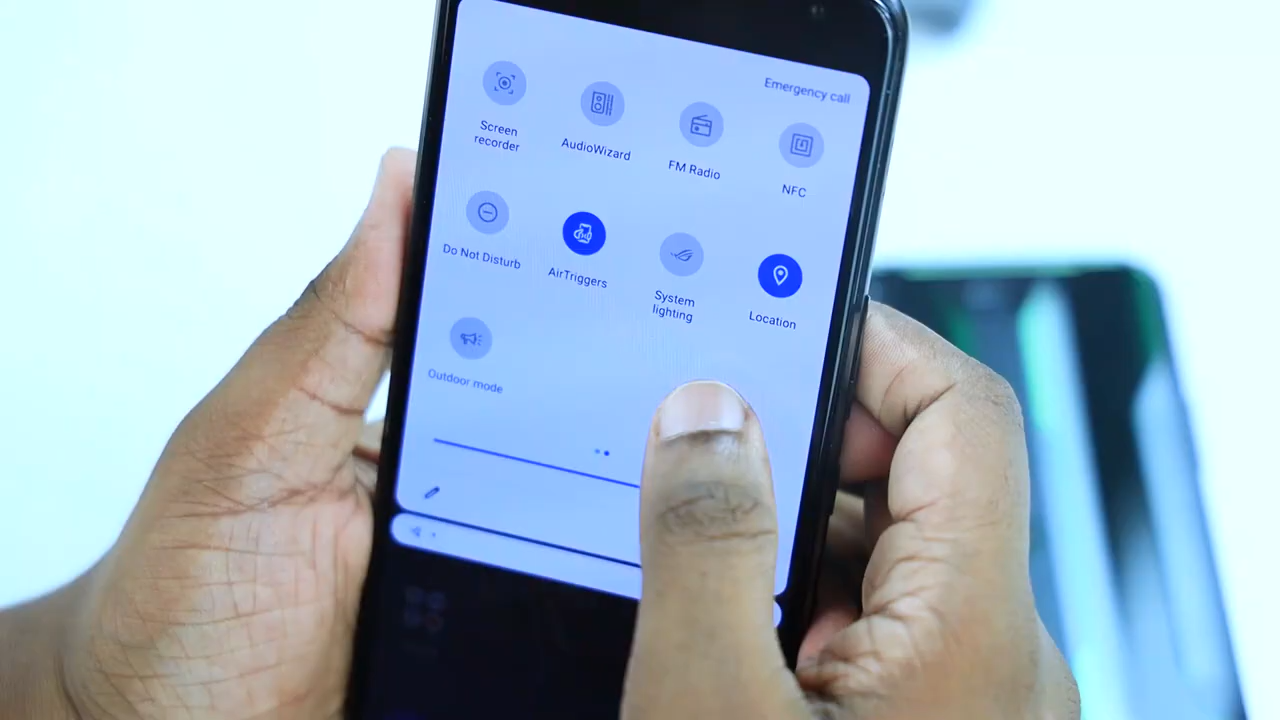 Emergency call
Screen
recorder
AudioWizard
FM Radio
NFC
Do Not Disturb
AirTriggers
System
lighting
Location
Outdoor mode